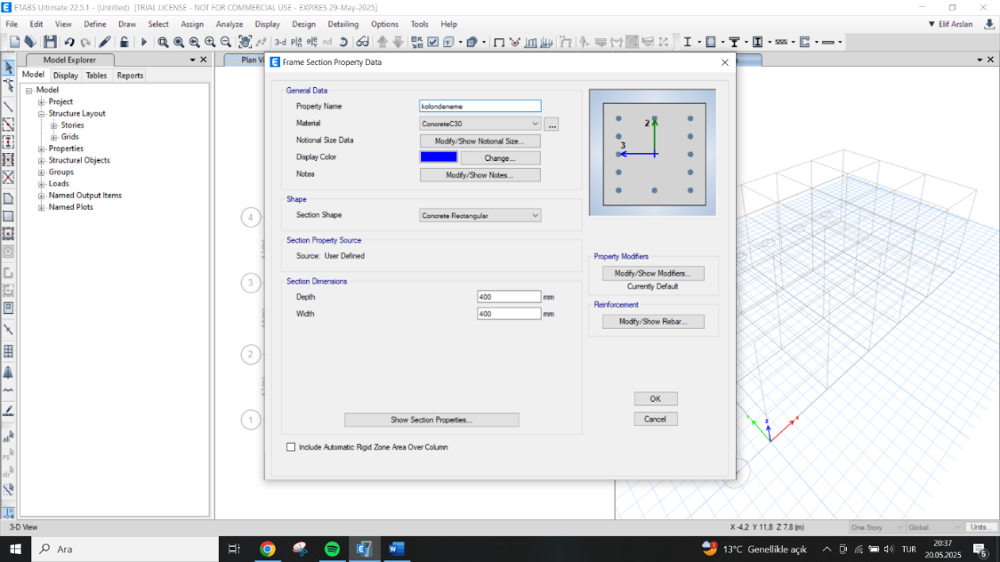 ETABS Ultimate 22.5.1 - (Untitled) [TRIAL LICENSE - NOT FOR COMMERCIAL USE - EXPIRES 29-May-2025]
File Edit View Define Draw Select Assign Analyze Display Design Detailing Options Tools Help
Elif Arslan
3-d
nd
Model Explorer
Plan Vi
Model Display Tables Reports
Model
Project
Structure Layout
Stories
Grids
Properties
Structural Objects
Groups
Loads
Named Output Items
Named Plots
4
3
2
1
Frame Section Property Data
General Data
Property Name kolondeneme
Material ConcreteC30 ...
Notional Size Data Modify/Show Notional Size...
Display Color Change...
Notes Modify/Show Notes...
Shape
Section Shape Concrete Rectangular
Section Property Source
Source: User Defined
Section Dimensions
Depth 400 mm
Width 400 mm
Show Section Properties...
Include Automatic Rigid Zone Area Over Column
2
3
Property Modifiers
Modify/Show Modifiers...
Currently Default
Reinforcement
Modify/Show Rebar...
OK
Cancel
3-D View
X -4,2 Y 11,8 Z 7,8 (m)
One Story
Global
Units...
Ara
13°C Genellikle açık
TUR
20:37
20.05.2025
6